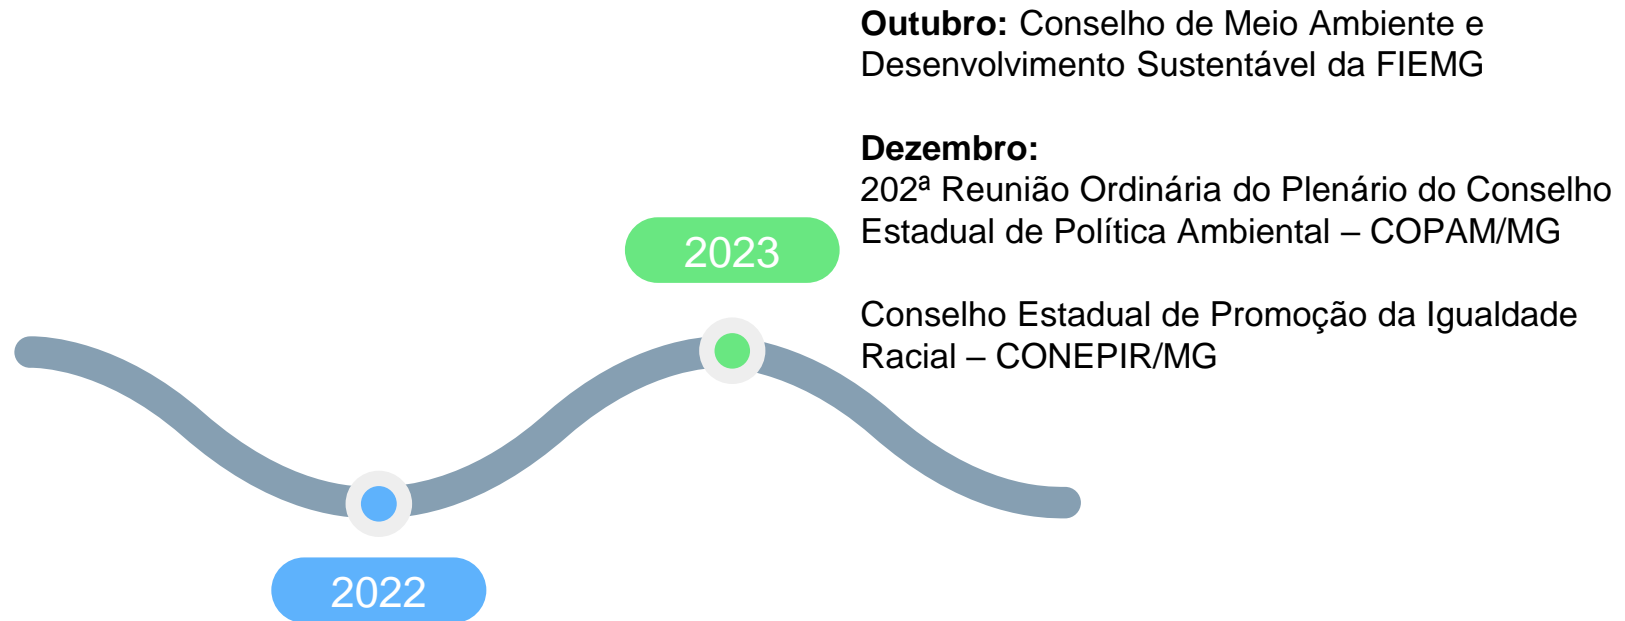 Outubro: Conselho de Meio Ambiente e
Desenvolvimento Sustentável da FIEMG
Dezembro:
202ª Reunião Ordinária do Plenário do Conselho
Estadual de Política Ambiental – COPAM/MG
Conselho Estadual de Promoção da Igualdade
Racial – CONEPIR/MG
2023
2022